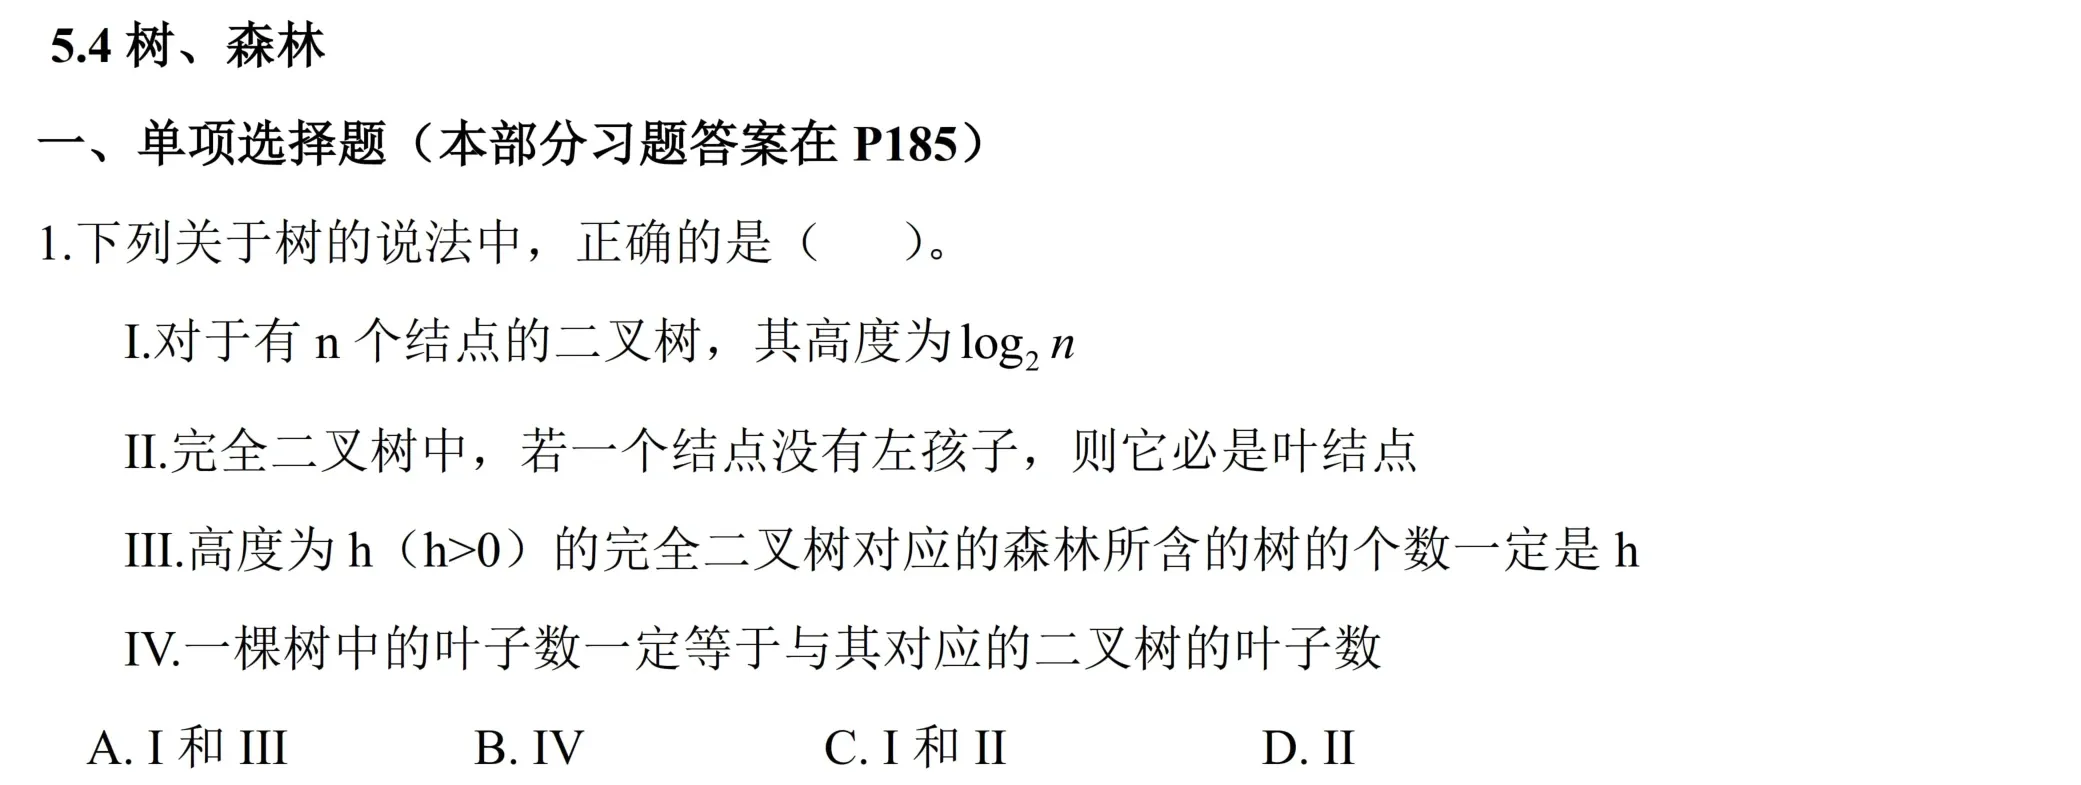 5.4 树、森林
一、单项选择题（本部分习题答案在 P185）
1.下列关于树的说法中，正确的是（ ）。
I.对于有 n 个结点的二叉树，其高度为 log₂ n
II.完全二叉树中，若一个结点没有左孩子，则它必是叶结点
III.高度为 h（h>0）的完全二叉树对应的森林所含的树的个数一定是 h
IV.一棵树中的叶子数一定等于与其对应的二叉树的叶子数
A. I 和 III B. IV C. I 和 II D. II